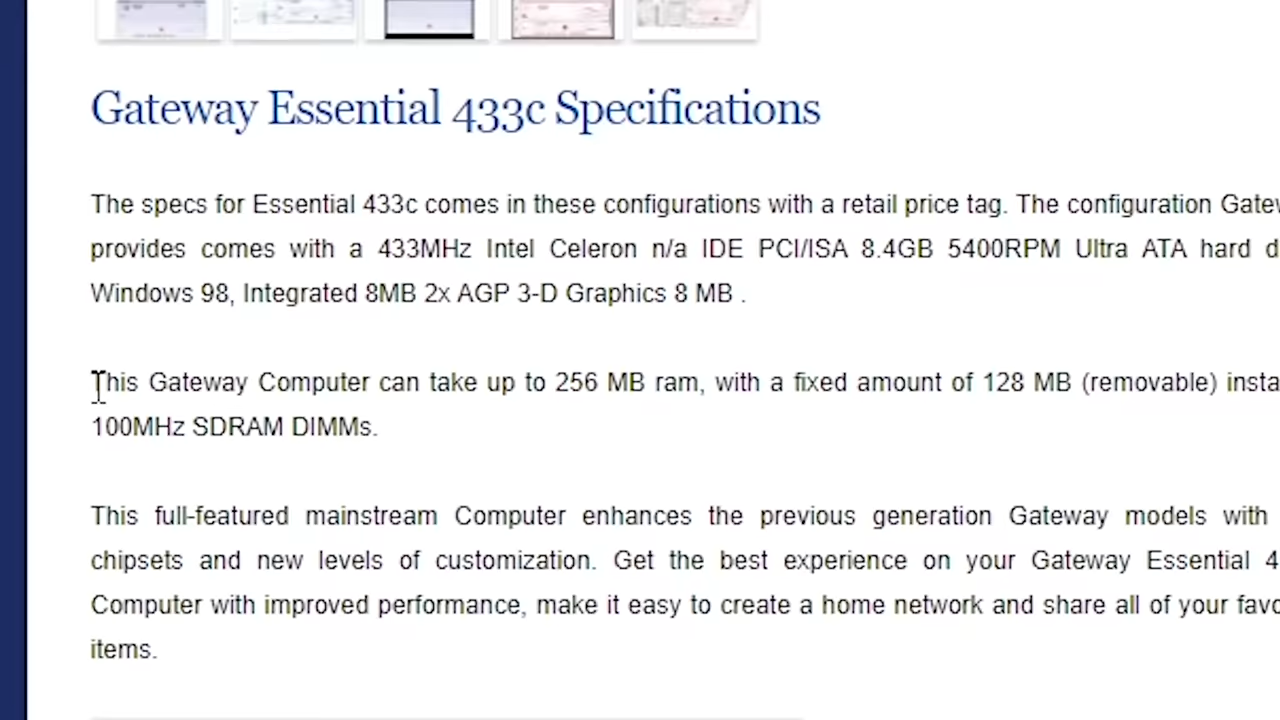 Gateway Essential 433c Specifications
The specs for Essential 433c comes in these configurations with a retail price tag. The configuration
provides comes with a 433MHz Intel Celeron n/a IDE PCI/ISA 8.4GB 5400RPM Ultra ATA hard
Windows 98, Integrated 8MB 2x AGP 3-D Graphics 8 MB .
This Gateway Computer can take up to 256 MB ram, with a fixed amount of 128 MB (removable)
100MHz SDRAM DIMMs.
This full-featured mainstream Computer enhances the previous generation Gateway models with
chipsets and new levels of customization. Get the best experience on your Gateway Essential
Computer with improved performance, make it easy to create a home network and share all of your
items.